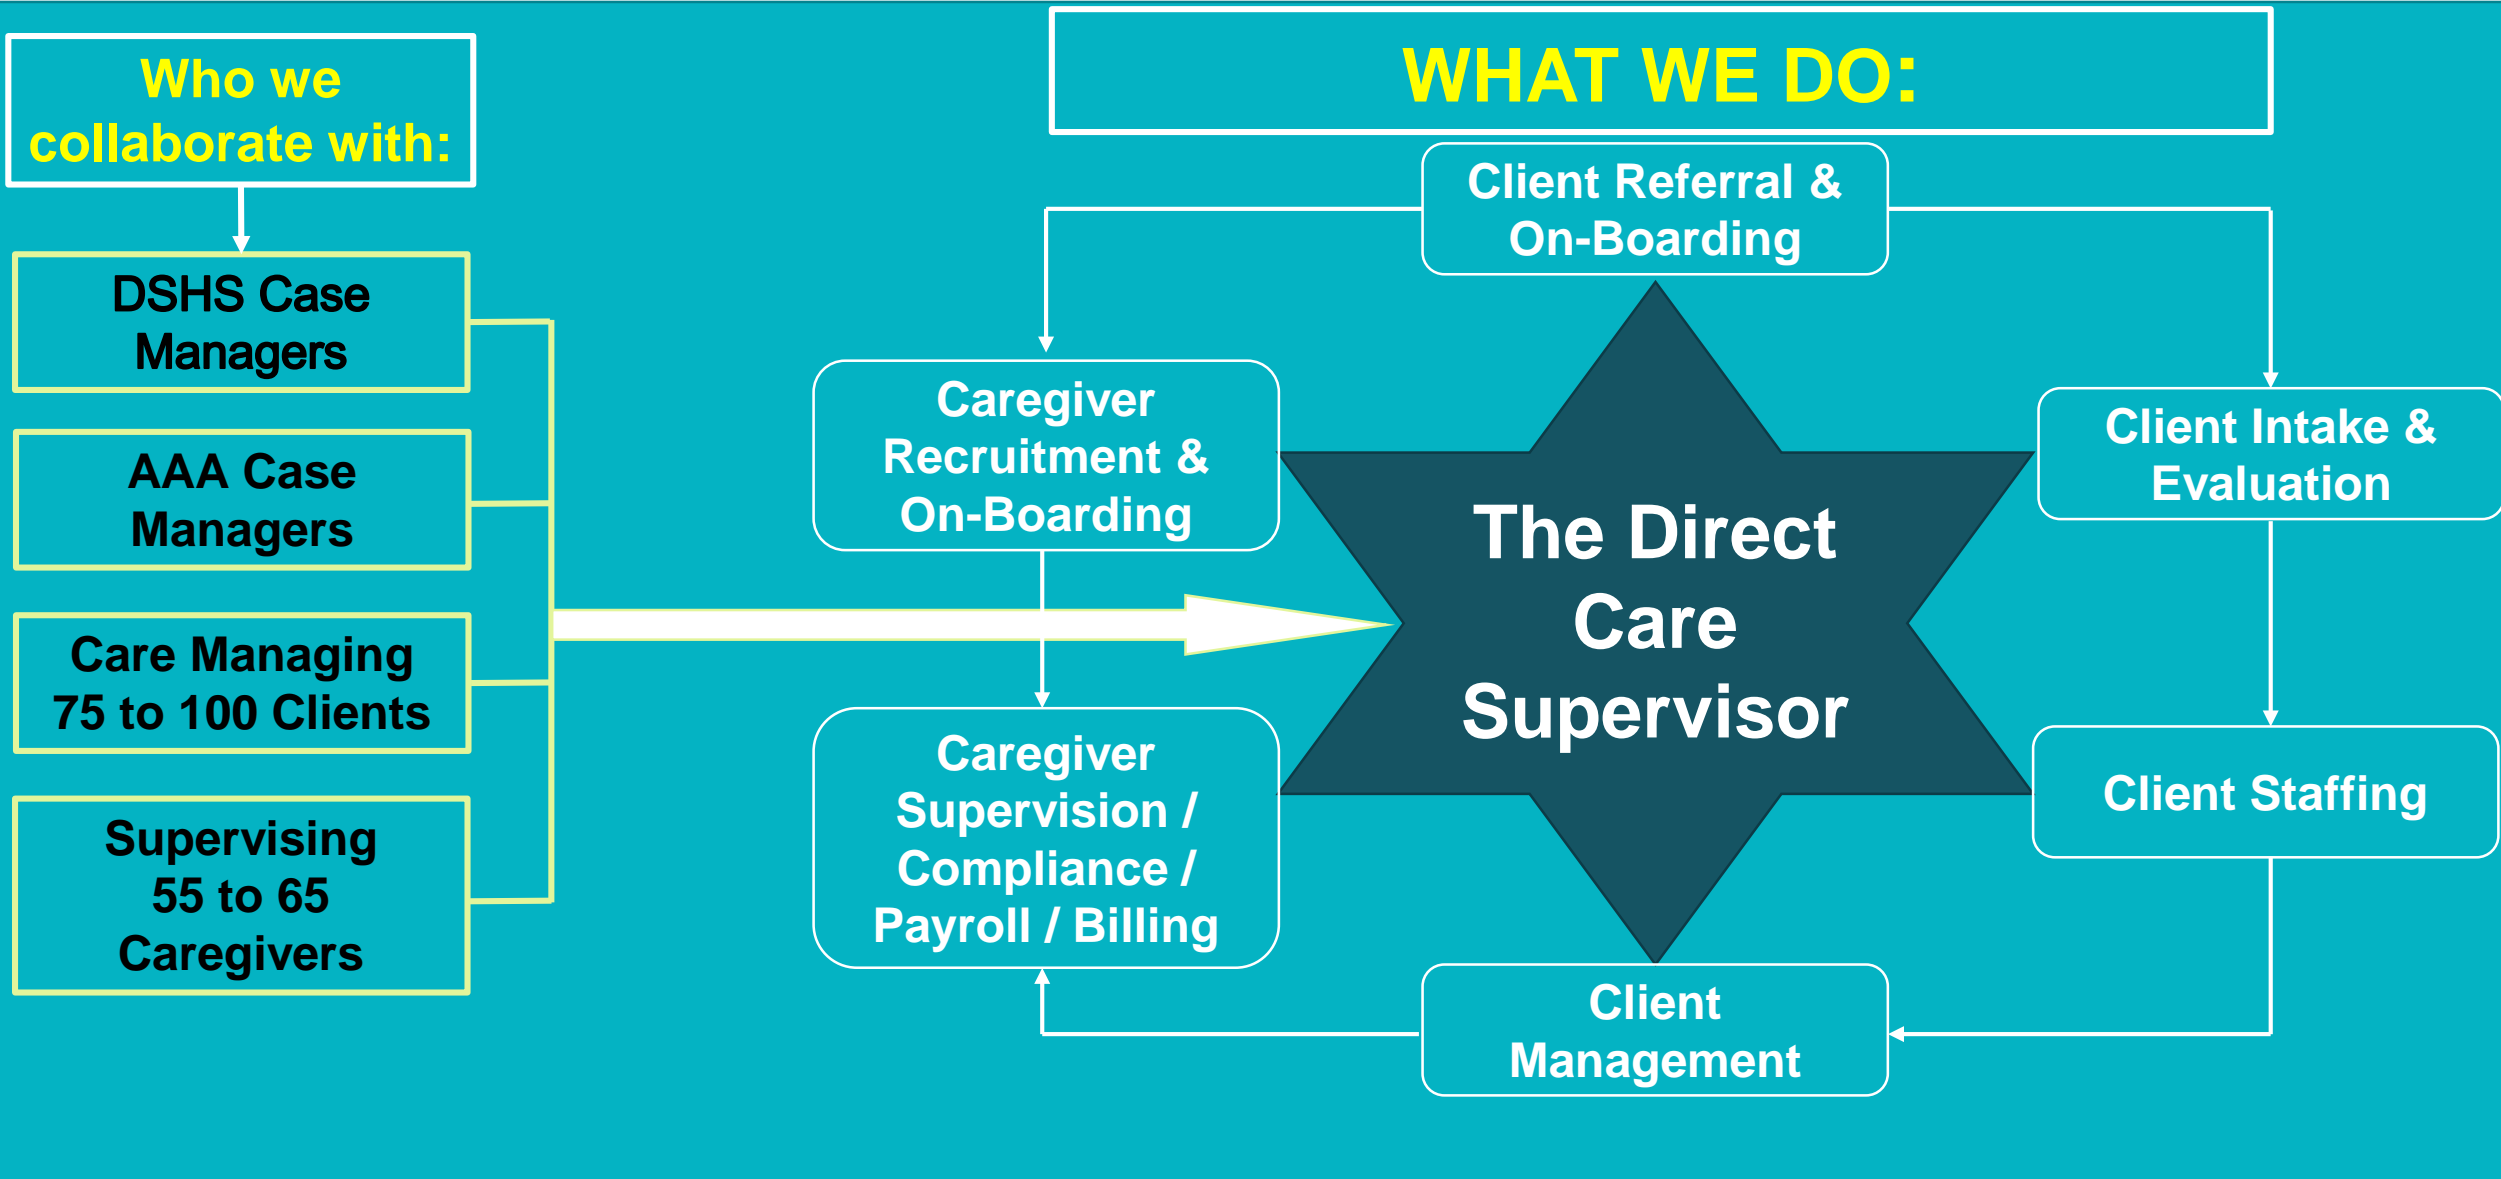 Who we
collaborate with:
DSHS Case
Managers
AAA Case
Managers
Care Managing
75 to 100 Clients
Supervising
55 to 65
Caregivers
WHAT WE DO:
Client Referral &
On-Boarding
Caregiver
Recruitment &
On-Boarding
Client Intake &
Evaluation
The Direct
Care
Supervisor
Caregiver
Supervision /
Compliance /
Payroll / Billing
Client Staffing
Client
Management